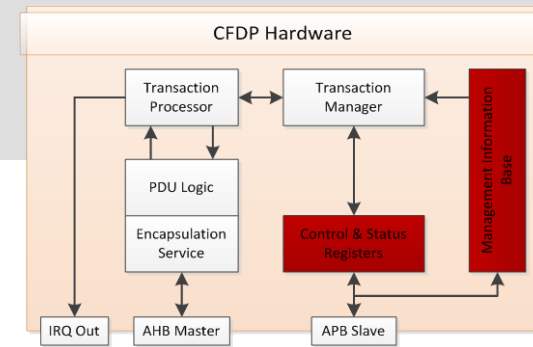 CFDP Hardware
Transaction
Processor
Transaction
Manager
Management Information
Base
PDU Logic
Encapsulation
Service
Control & Status
Registers
IRQ Out
AHB Master
APB Slave